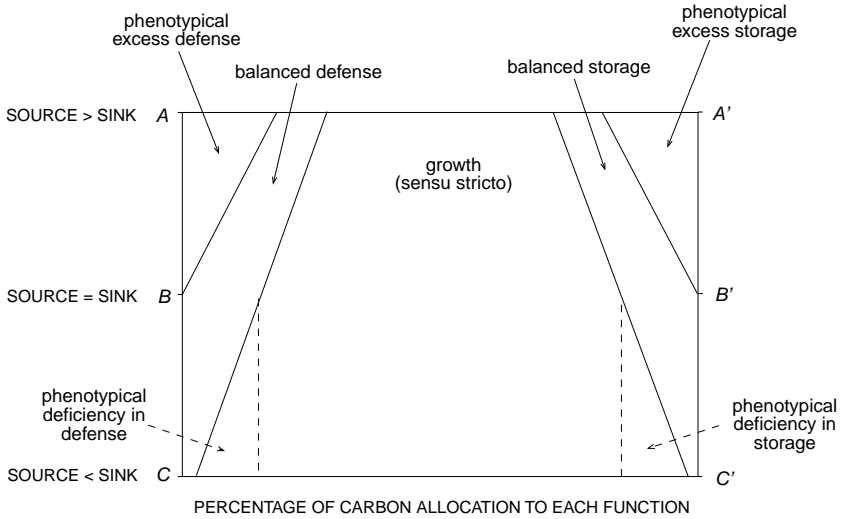 phenotypical
excess defense
balanced defense
balanced storage
phenotypical
excess storage
SOURCE > SINK A
A'
growth
(sensu stricto)
SOURCE = SINK B
B'
phenotypical
deficiency in
defense
phenotypical
deficiency in
storage
SOURCE < SINK C
C'
PERCENTAGE OF CARBON ALLOCATION TO EACH FUNCTION